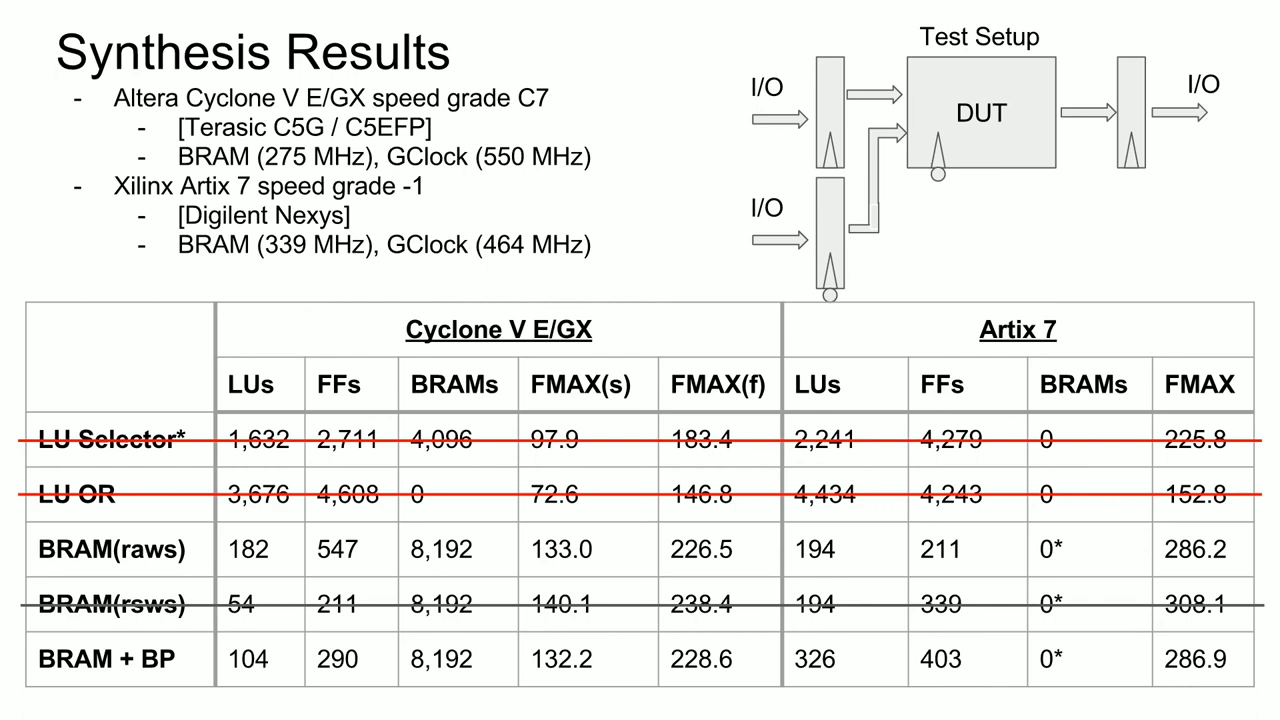 Synthesis Results
- Altera Cyclone V E/GX speed grade C7
- [Terasic C5G / C5EFP]
- BRAM (275 MHz), GClock (550 MHz)
- Xilinx Artix 7 speed grade -1
- [Digilent Nexys]
- BRAM (339 MHz), GClock (464 MHz)
Test Setup
I/O
DUT
I/O
I/O
Cyclone V E/GX Artix 7
LUs FFs BRAMs FMAX(s) FMAX(f) LUs FFs BRAMs FMAX
LU Selector* 1,632 2,711 4,096 97.9 183.4 2,241 4,279 0 225.8
LU OR 3,676 4,608 0 72.6 146.8 4,434 4,243 0 152.8
BRAM(raws) 182 547 8,192 133.0 226.5 194 211 0* 286.2
BRAM(rsws) 54 211 8,192 140.1 238.4 194 339 0* 308.1
BRAM + BP 104 290 8,192 132.2 228.6 326 403 0* 286.9